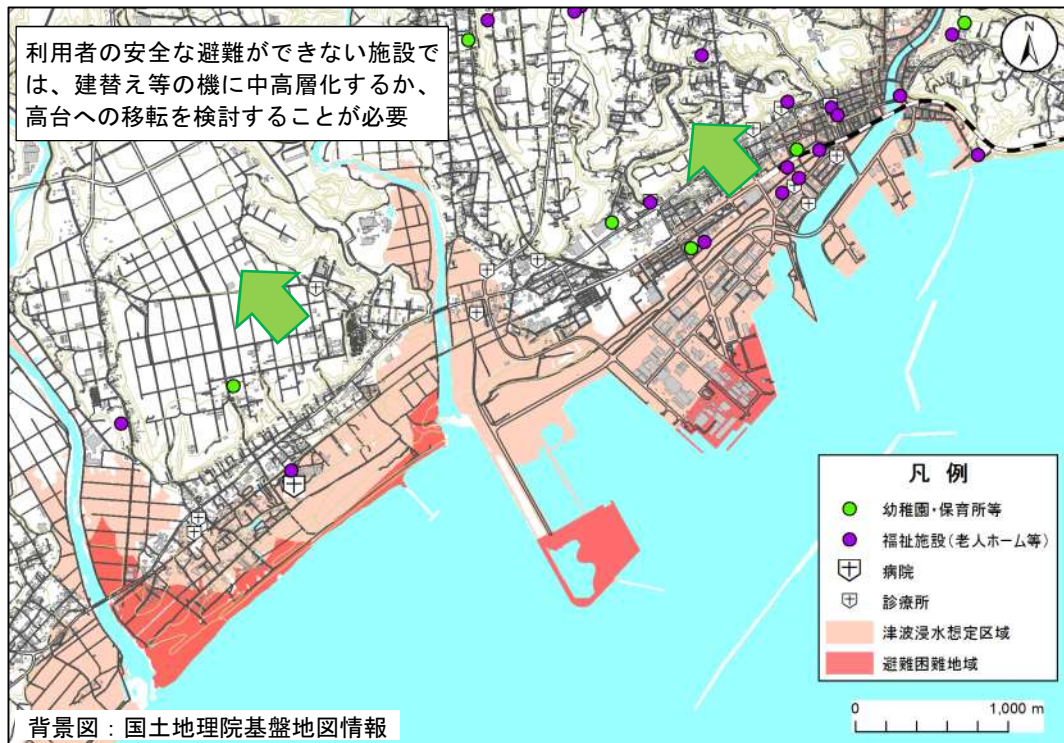 利用者の安全な避難ができない施設で
は、建替え等の機に中高層化するか、
高台への移転を検討することが必要
N
凡 例
幼稚園・保育所等
福祉施設(老人ホーム等)
病院
診療所
津波浸水想定区域
避難困難地域
0 1,000 m
背景図：国土地理院基盤地図情報